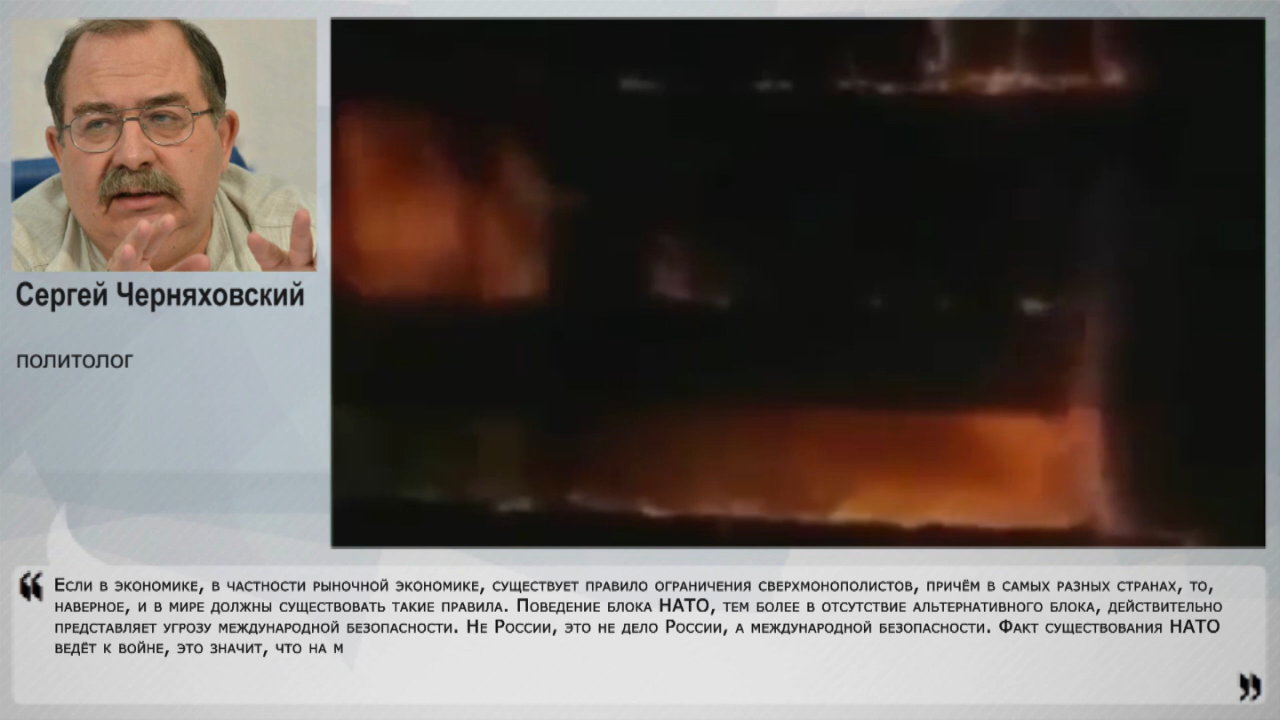 Сергей Черняховский
политолог
“ Если в экономике, в частности рыночной экономике, существует правило ограничения сверхмонополистов, причём в самых разных странах, то,
наверное, и в мире должны существовать такие правила. Поведение блока НАТО, тем более в отсутствие альтернативного блока, действительно
представляет угрозу международной безопасности. Не России, это не дело России, а международной безопасности. Факт существования НАТО
ведёт к войне, это значит, что на м
”